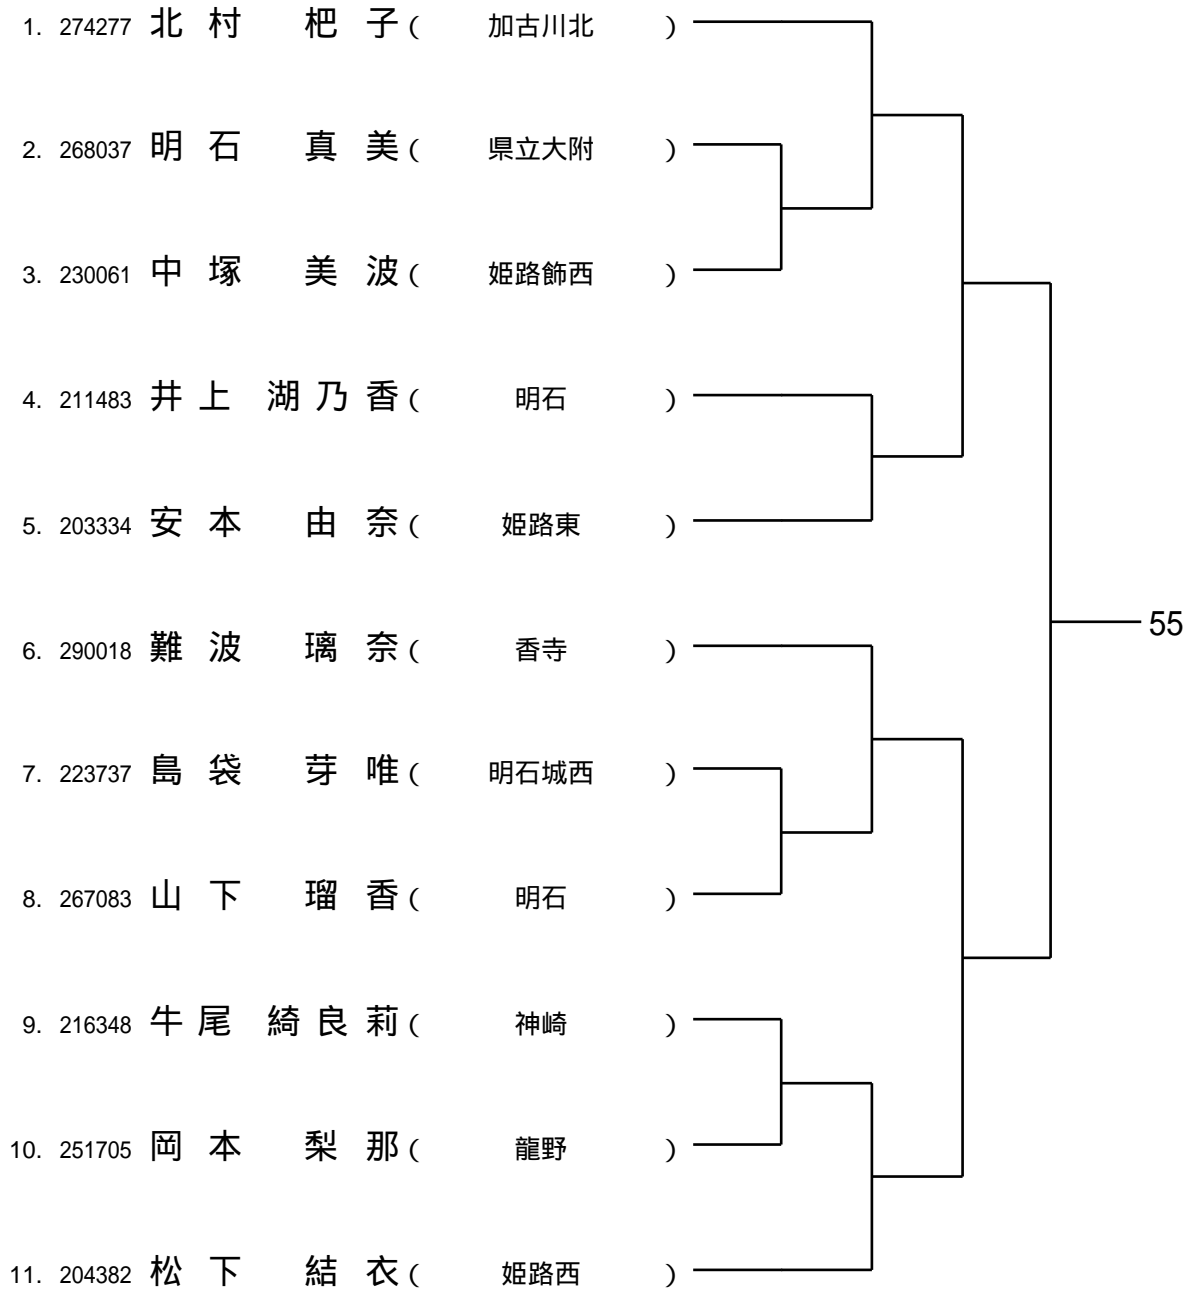 1. 274277 北村 杷子 ( 加古川北 )
2. 268037 明石 真美 ( 県立大附 )
3. 230061 中塚 美波 ( 姫路飾西 )
4. 211483 井上 湖乃香 ( 明石 )
5. 203334 安本 由奈 ( 姫路東 )
55
6. 290018 難波 璃奈 ( 香寺 )
7. 223737 島袋 芽唯 ( 明石城西 )
8. 267083 山下 瑠香 ( 明石 )
9. 216348 牛尾 綺良莉 ( 神崎 )
10. 251705 岡本 梨那 ( 龍野 )
11. 204382 松下 結衣 ( 姫路西 )